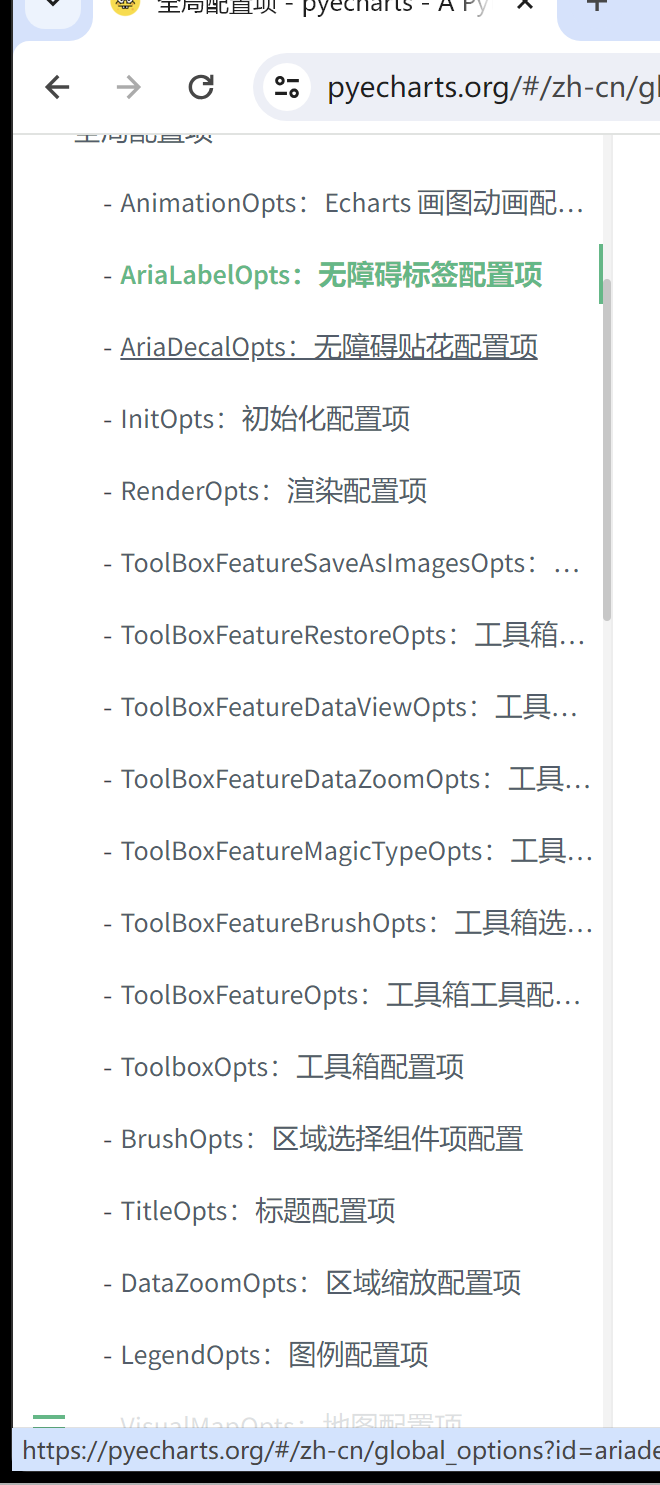 全局配置项 - pyecharts - A Py
pyecharts.org/#/zh-cn/gl
全局配置项
- AnimationOpts：Echarts 画图动画配…
- AriaLabelOpts：无障碍标签配置项
- AriaDecalOpts：无障碍贴花配置项
- InitOpts：初始化配置项
- RenderOpts：渲染配置项
- ToolBoxFeatureSaveAsImagesOpts：…
- ToolBoxFeatureRestoreOpts：工具箱…
- ToolBoxFeatureDataViewOpts：工具…
- ToolBoxFeatureDataZoomOpts：工具…
- ToolBoxFeatureMagicTypeOpts：工具…
- ToolBoxFeatureBrushOpts：工具箱选…
- ToolBoxFeatureOpts：工具箱工具配…
- ToolboxOpts：工具箱配置项
- BrushOpts：区域选择组件项配置
- TitleOpts：标题配置项
- DataZoomOpts：区域缩放配置项
- LegendOpts：图例配置项
VisualMapOpts：地图配置项
https://pyecharts.org/#/zh-cn/global_options?id=ariade